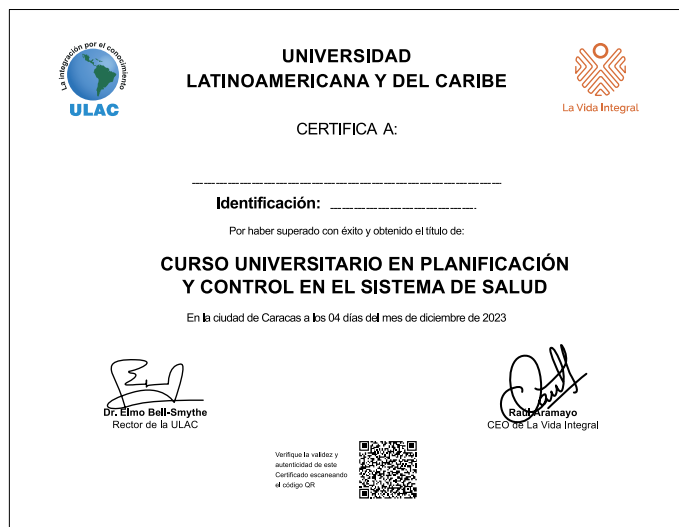 La integración por el conocimiento
ULAC
UNIVERSIDAD
LATINOAMERICANA Y DEL CARIBE
La Vida Integral
CERTIFICA A:
Identificación:
Por haber superado con éxito y obtenido el título de:
CURSO UNIVERSITARIO EN PLANIFICACIÓN
Y CONTROL EN EL SISTEMA DE SALUD
En la ciudad de Caracas a los 04 días del mes de diciembre de 2023
Dr. Elmo Bell-Smythe
Rector de la ULAC
Raúl Aramayo
CEO de La Vida Integral
Verifique la validez y
autenticidad de este
Certificado escaneando
el código QR